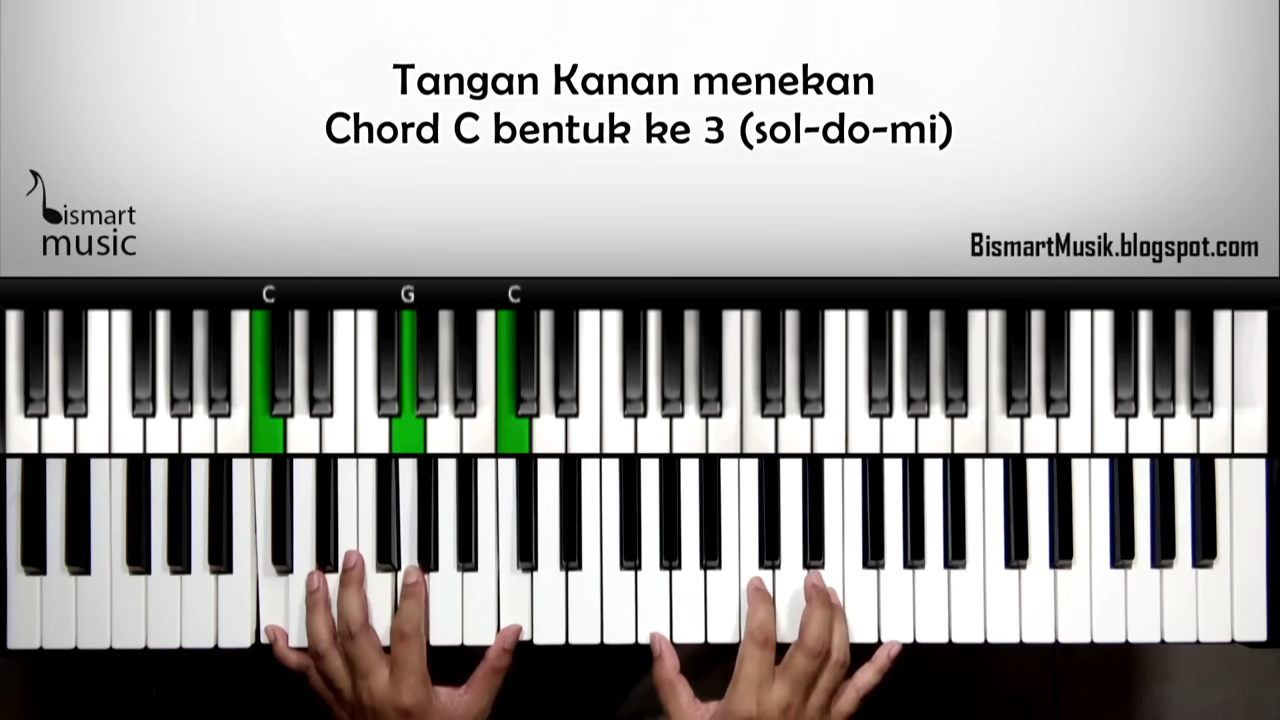 Tangan Kanan menekan
Chord C bentuk ke 3 (sol-do-mi)
bismart
music
BismartMusik.blogspot.com
C G C